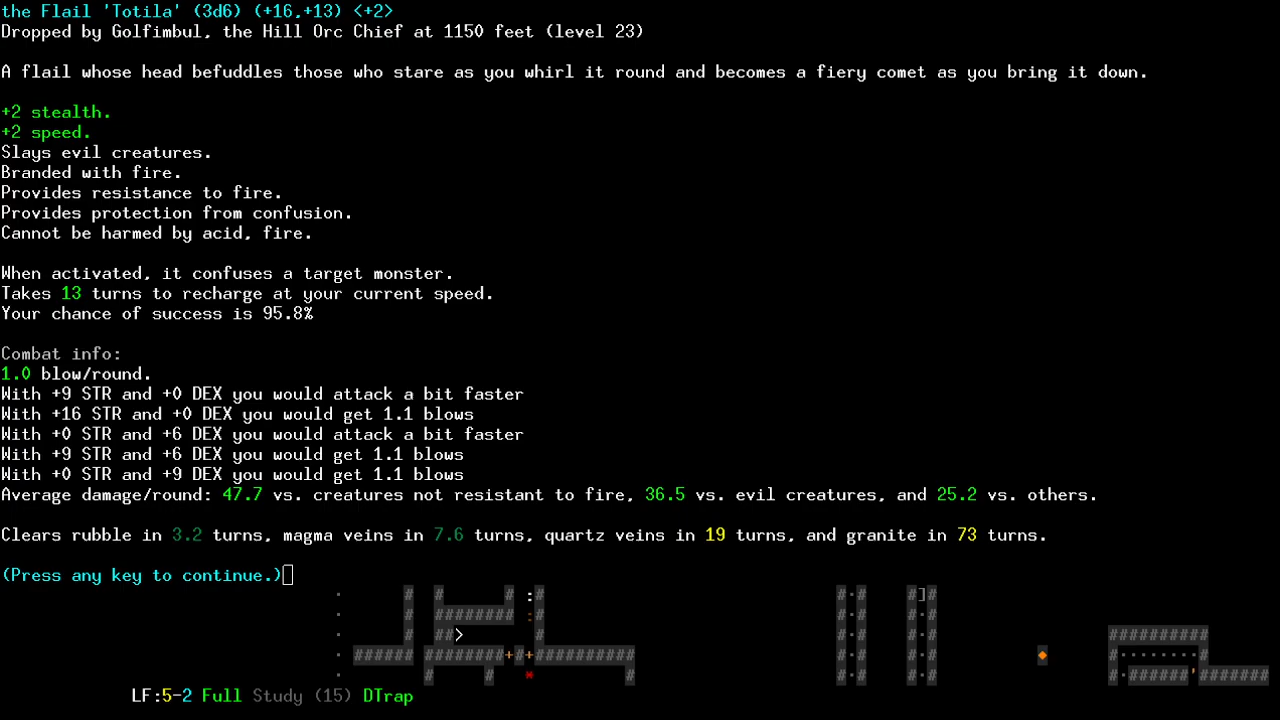 the Flail 'Totila' (3d6) (+16,+13) <+2>
Dropped by Golfimbul, the Hill Orc Chief at 1150 feet (level 23)
A flail whose head befuddles those who stare as you whirl it round and becomes a fiery comet as you bring it down.
+2 stealth.
+2 speed.
Slays evil creatures.
Branded with fire.
Provides resistance to fire.
Provides protection from confusion.
Cannot be harmed by acid, fire.
When activated, it confuses a target monster.
Takes 13 turns to recharge at your current speed.
Your chance of success is 95.8%
Combat info:
1.0 blow/round.
With +9 STR and +0 DEX you would attack a bit faster
With +16 STR and +0 DEX you would get 1.1 blows
With +0 STR and +6 DEX you would attack a bit faster
With +9 STR and +6 DEX you would get 1.1 blows
With +0 STR and +9 DEX you would get 1.1 blows
Average damage/round: 47.7 vs. creatures not resistant to fire, 36.5 vs. evil creatures, and 25.2 vs. others.
Clears rubble in 3.2 turns, magma veins in 7.6 turns, quartz veins in 19 turns, and granite in 73 turns.
(Press any key to continue.)
LF:5-2 Full Study (15) DTrap